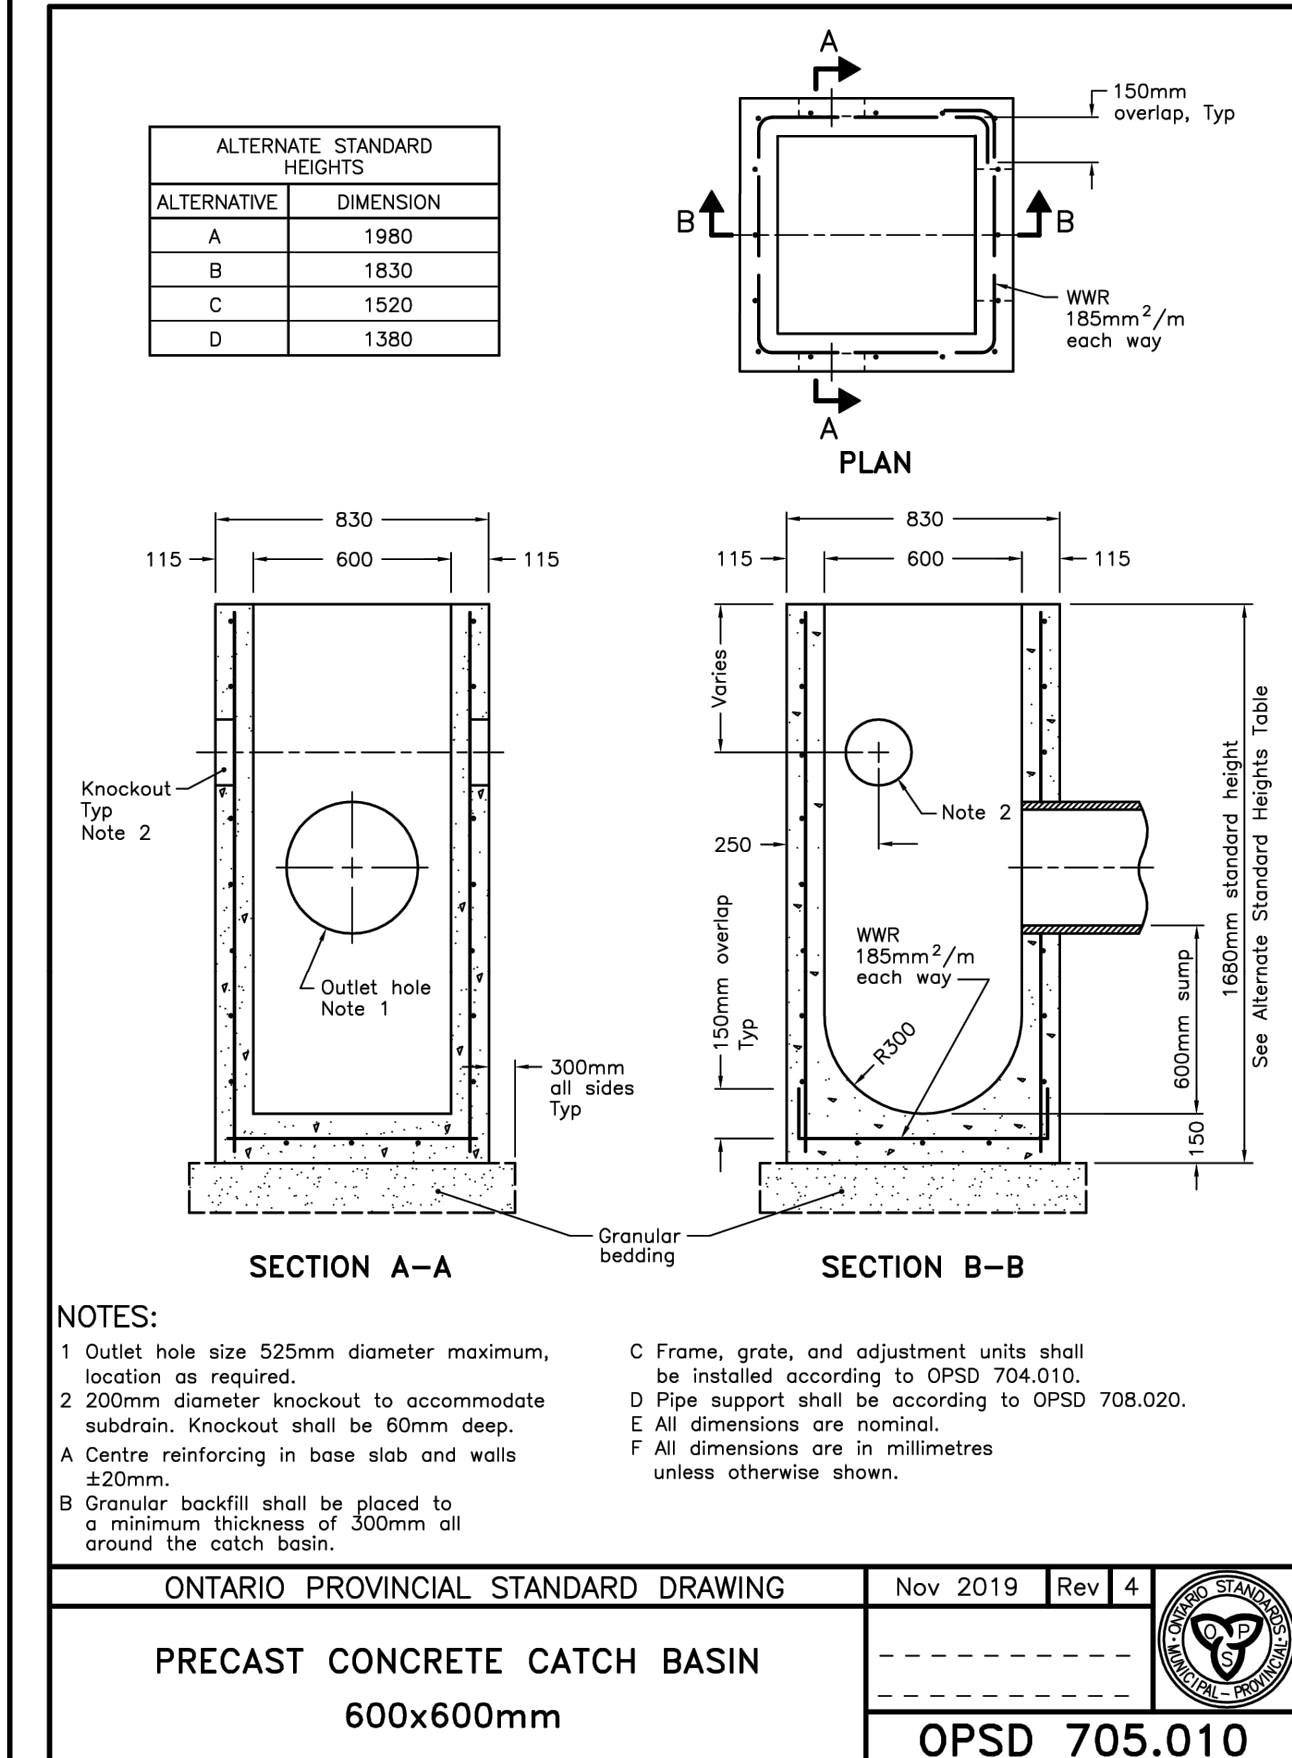 ALTERNATE STANDARD
HEIGHTS
ALTERNATIVE DIMENSION
A 1980
B 1830
C 1520
D 1380
A
150mm
overlap, Typ
B
B
WWR
185mm²/m
each way
A
PLAN
830
115
600
115
Knockout
Typ
Note 2
Outlet hole
Note 1
300mm
all sides
Typ
SECTION A-A
830
115
600
115
Varies
Note 2
250
WWR
185mm²/m
each way
150mm overlap
Typ
R300
600mm sump
150
1680mm standard height
See Alternate Standard Heights Table
Granular
bedding
SECTION B-B
NOTES:
1 Outlet hole size 525mm diameter maximum,
location as required.
2 200mm diameter knockout to accommodate
subdrain. Knockout shall be 60mm deep.
A Centre reinforcing in base slab and walls
±20mm.
B Granular backfill shall be placed to
a minimum thickness of 300mm all
around the catch basin.
C Frame, grate, and adjustment units shall
be installed according to OPSD 704.010.
D Pipe support shall be according to OPSD 708.020.
E All dimensions are nominal.
F All dimensions are in millimetres
unless otherwise shown.
ONTARIO PROVINCIAL STANDARD DRAWING
Nov 2019 Rev 4
PRECAST CONCRETE CATCH BASIN
600x600mm
ONTARIO STANDARDS
MUNICIPAL - PROVINCIAL
O P S
OPSD 705.010